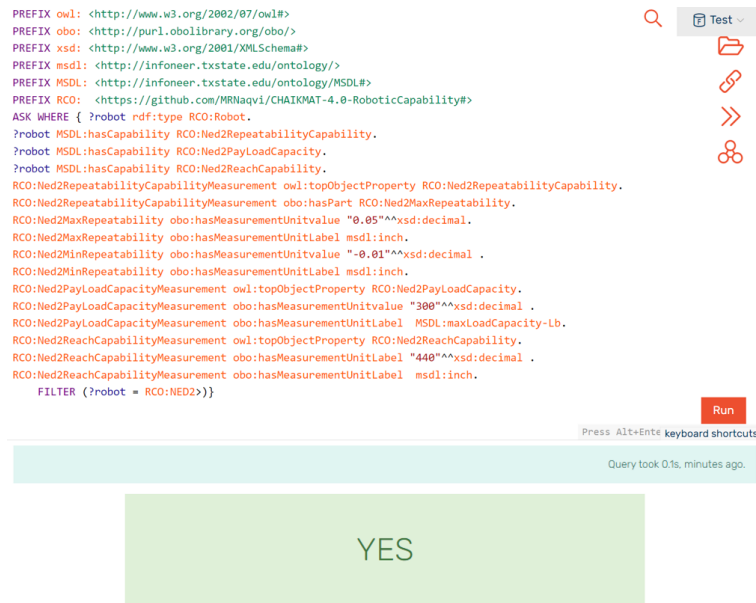 PREFIX owl: <http://www.w3.org/2002/07/owl#>
PREFIX obo: <http://purl.obolibrary.org/obo/>
PREFIX xsd: <http://www.w3.org/2001/XMLSchema#>
PREFIX msdl: <http://infoneer.txstate.edu/ontology/>
PREFIX MSDL: <http://infoneer.txstate.edu/ontology/MSDL#>
PREFIX RCO:  <https://github.com/MRNaqvi/CHAIKMAT-4.0-RoboticCapability#>
ASK WHERE { ?robot rdf:type RCO:Robot.
?robot MSDL:hasCapability RCO:Ned2RepeatabilityCapability.
?robot MSDL:hasCapability RCO:Ned2PayLoadCapacity.
?robot MSDL:hasCapability RCO:Ned2ReachCapability.
RCO:Ned2RepeatabilityCapabilityMeasurement owl:topObjectProperty RCO:Ned2RepeatabilityCapability.
RCO:Ned2RepeatabilityCapabilityMeasurement obo:hasPart RCO:Ned2MaxRepeatability.
RCO:Ned2MaxRepeatability obo:hasMeasurementUnitvalue "0.05"^^xsd:decimal.
RCO:Ned2MaxRepeatability obo:hasMeasurementUnitLabel msdl:inch.
RCO:Ned2MinRepeatability obo:hasMeasurementUnitvalue "-0.01"^^xsd:decimal .
RCO:Ned2MinRepeatability obo:hasMeasurementUnitLabel msdl:inch.
RCO:Ned2PayLoadCapacityMeasurement owl:topObjectProperty RCO:Ned2PayLoadCapacity.
RCO:Ned2PayLoadCapacityMeasurement obo:hasMeasurementUnitvalue "300"^^xsd:decimal .
RCO:Ned2PayLoadCapacityMeasurement obo:hasMeasurementUnitLabel  MSDL:maxLoadCapacity-Lb.
RCO:Ned2ReachCapabilityMeasurement owl:topObjectProperty RCO:Ned2ReachCapability.
RCO:Ned2ReachCapabilityMeasurement obo:hasMeasurementUnitLabel "440"^^xsd:decimal .
RCO:Ned2ReachCapabilityMeasurement obo:hasMeasurementUnitLabel  msdl:inch.
FILTER (?robot = RCO:NED2>)}
Test
Run
Press Alt+Ente keyboard shortcuts
Query took 0.1s, minutes ago.
YES